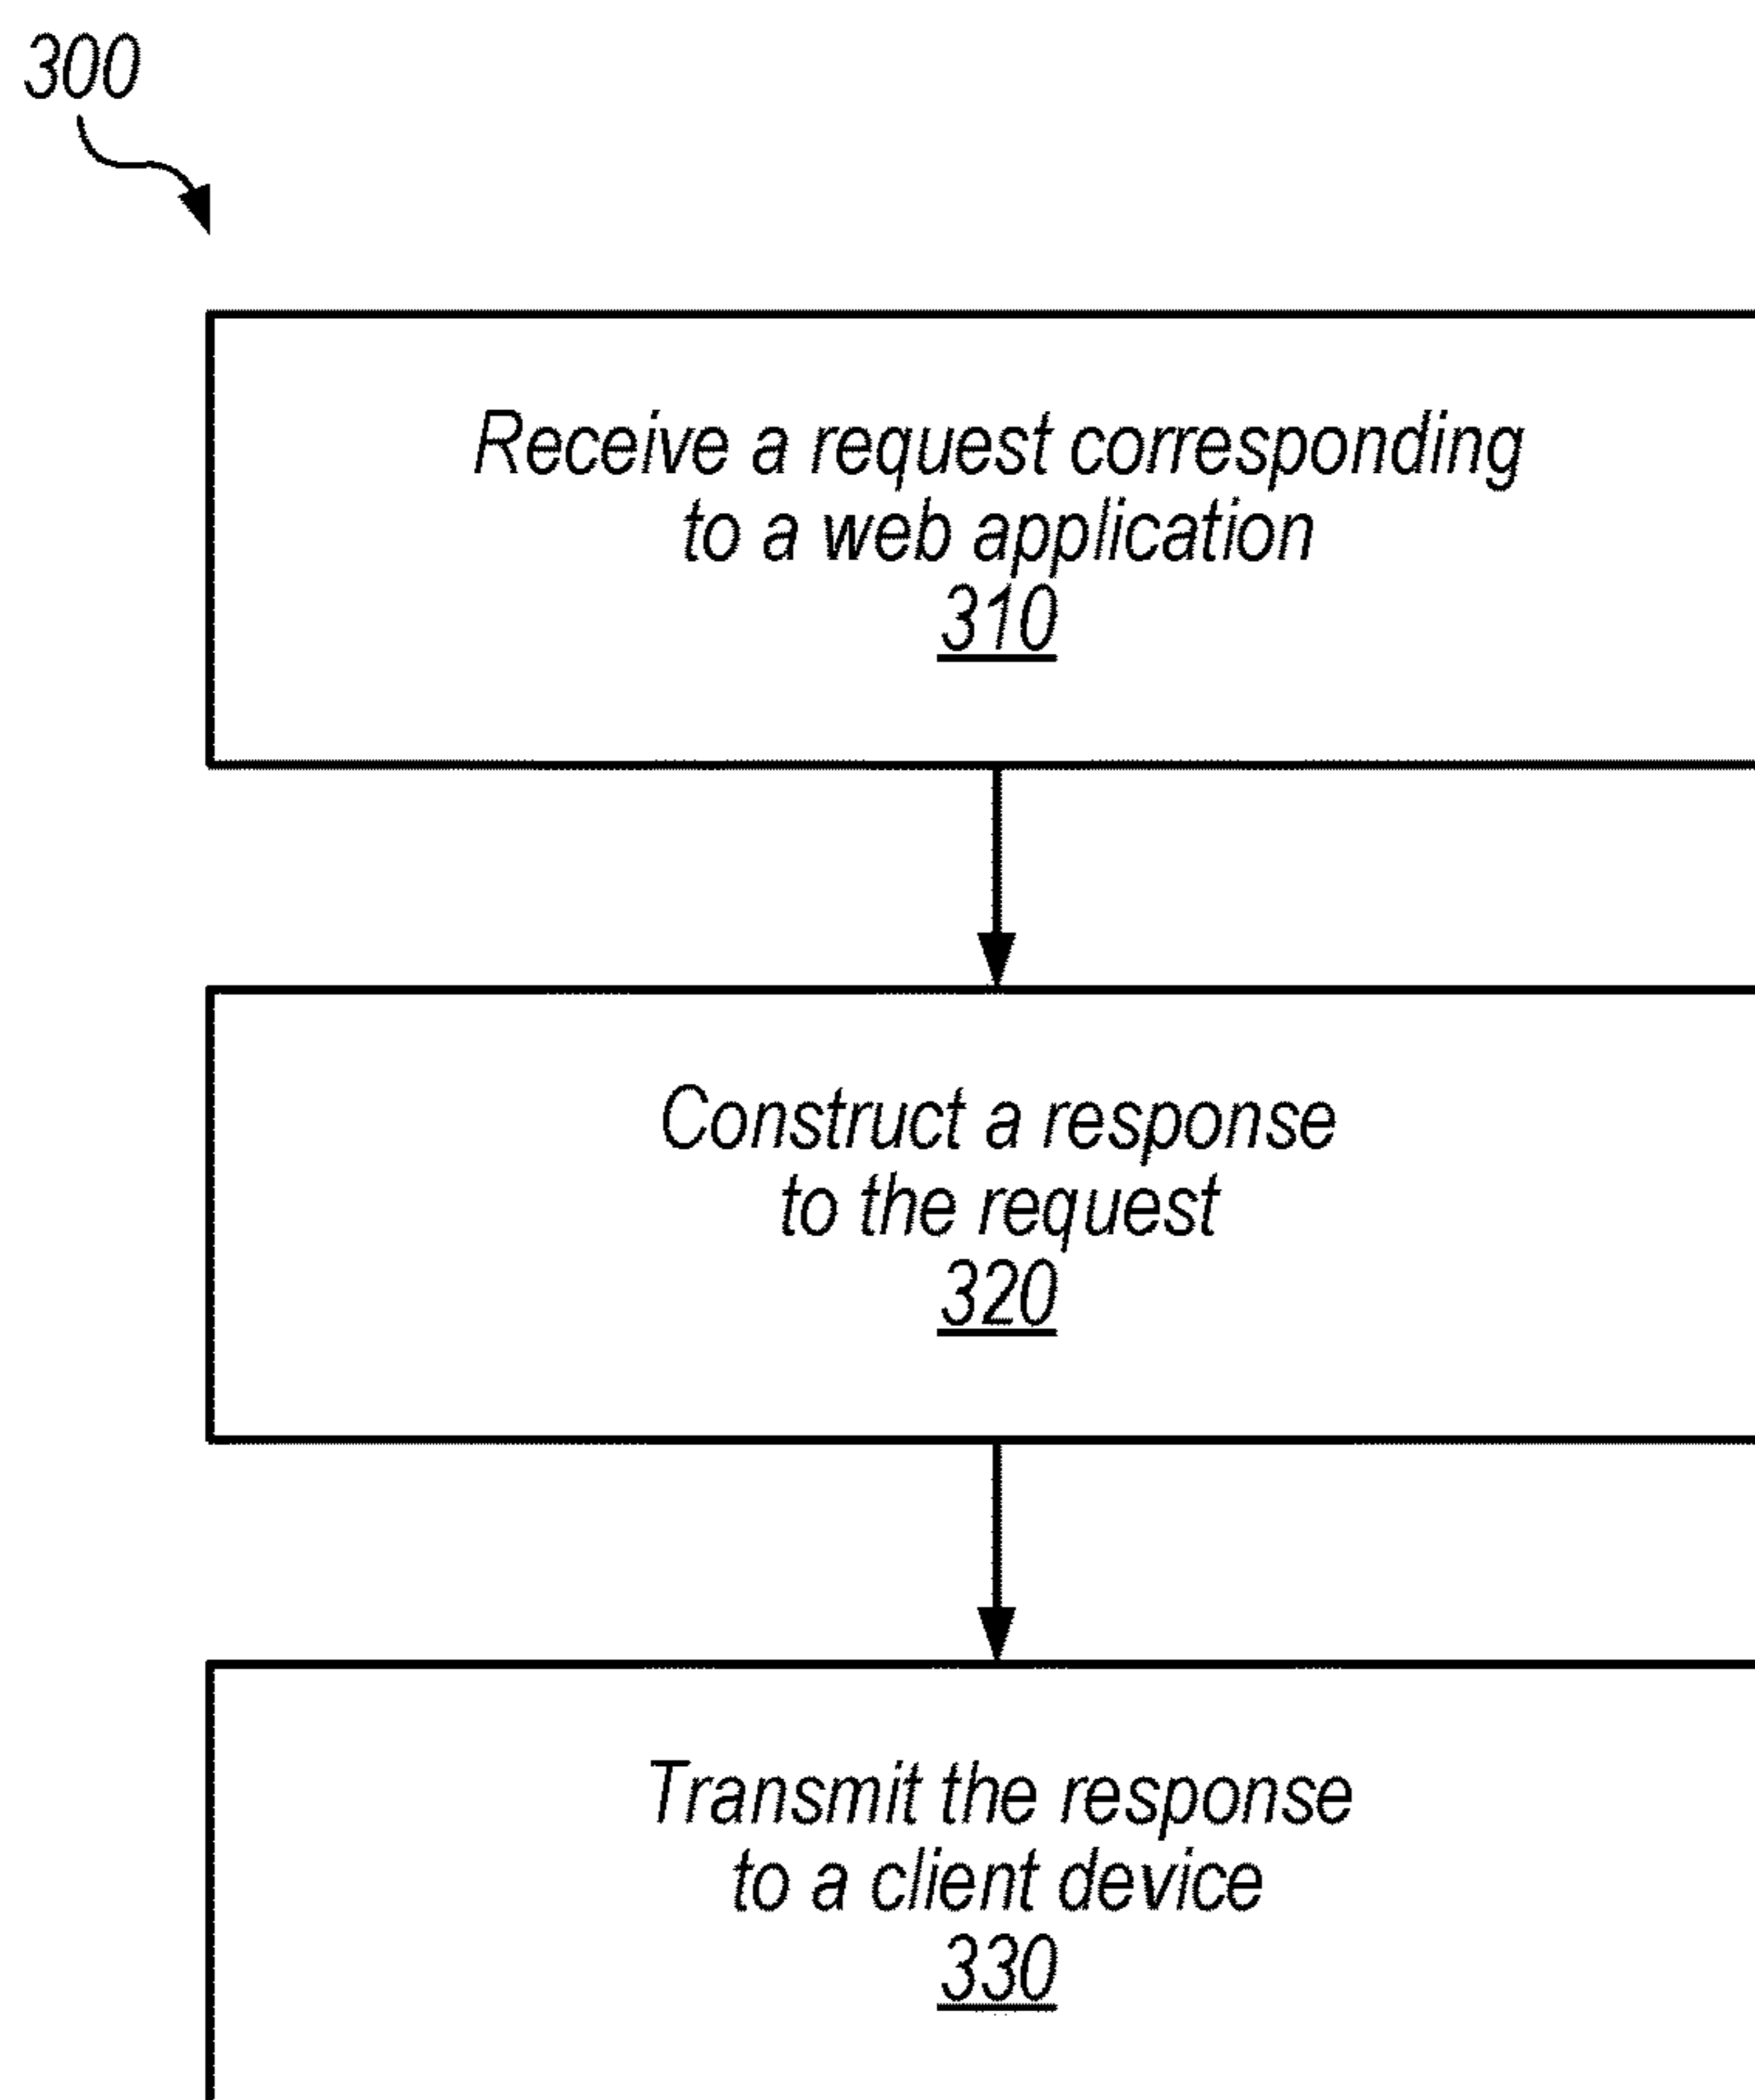 300
Receive a request corresponding
to a web application
310
Construct a response
to the request
320
Transmit the response
to a client device
330